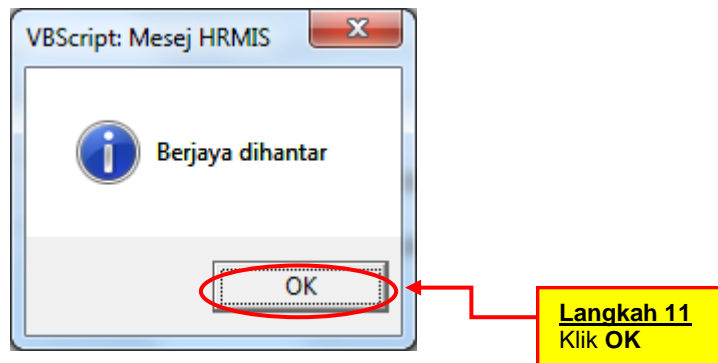 VBScript: Mesej HRMIS
Berjaya dihantar
OK
Langkah 11
Klik OK